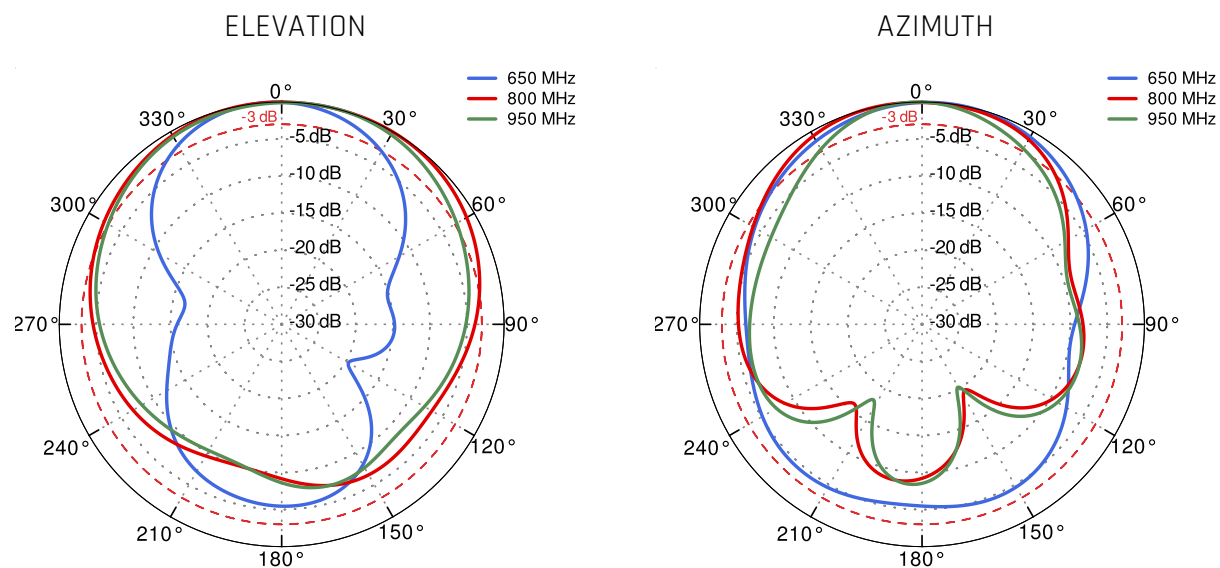 ELEVATION
650 MHz
800 MHz
950 MHz
0°
330°
-3 dB
30°
-5 dB
-10 dB
300°
60°
-15 dB
-20 dB
-25 dB
270°
-30 dB
90°
240°
120°
210°
150°
180°
AZIMUTH
650 MHz
800 MHz
950 MHz
0°
330°
-3 dB
30°
-5 dB
-10 dB
300°
60°
-15 dB
-20 dB
-25 dB
270°
-30 dB
90°
240°
120°
210°
150°
180°